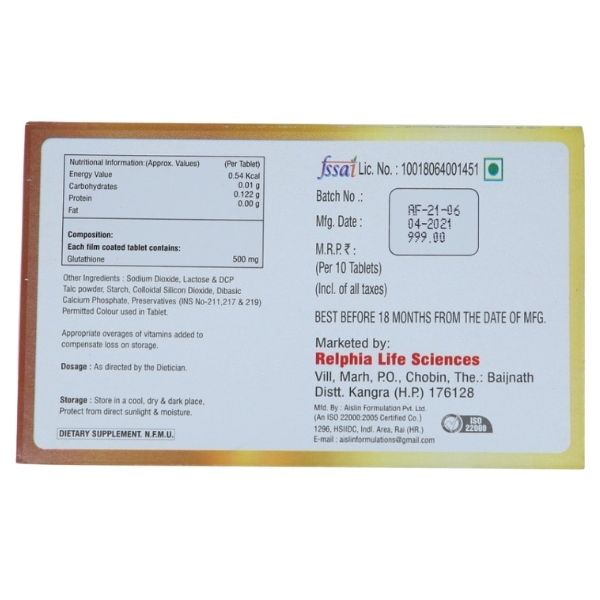 Nutritional Information: (Approx. Values) (Per Tablet)
Energy Value 0.54 Kcal
Carbohydrates 0.01 g
Protein 0.122 g
Fat 0.00 g
Composition:
Each film coated tablet contains:
Glutathione 500 mg
Other Ingredients : Sodium Dioxide, Lactose & DCP
Talc powder, Starch, Colloidal Silicon Dioxide, Dibasic
Calcium Phosphate, Preservatives (INS No-211,217 & 219)
Permitted Colour used in Tablet.
Appropriate overages of vitamins added to
compensate loss on storage.
Dosage : As directed by the Dietician.
Storage : Store in a cool, dry & dark place,
Protect from direct sunlight & moisture.
DIETARY SUPPLEMENT. N.F.M.U.
fssai Lic. No. : 10018064001451
Batch No .:
AF-21-06
Mfg. Date :
04-2021
M.R.P.₹ :
999.00
(Per 10 Tablets)
(Incl. of all taxes)
BEST BEFORE 18 MONTHS FROM THE DATE OF MFG.
Marketed by:
Relphia Life Sciences
Vill, Marh, P.O., Chobin, The.: Baijnath
Distt. Kangra (H.P.) 176128
Mfd. By : Aislin Formulation Pvt. Ltd.
(An ISO 22000:2005 Certified Co.)
1296, HSIIDC, Indl. Area, Rai (HR.)
E-mail : aislinformulations@gmail.com
ISO
22000